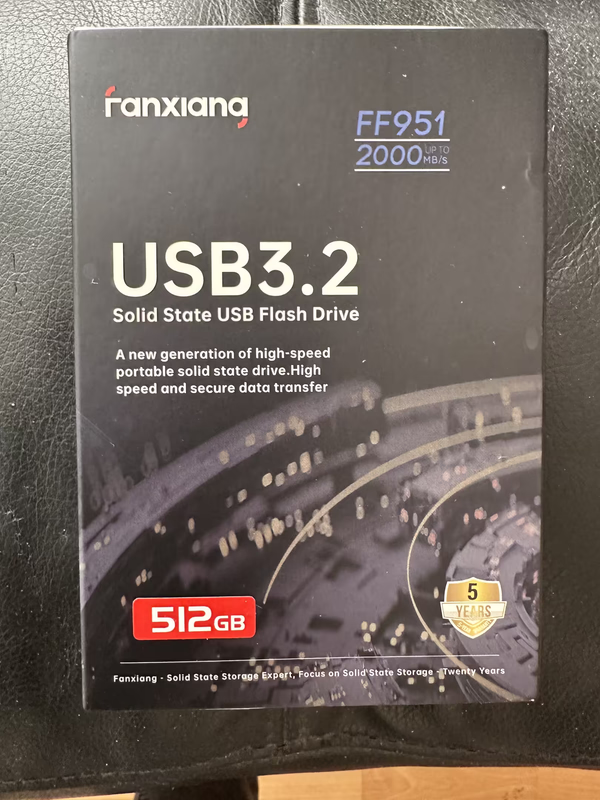 fanxiang
FF951
2000 UP TO MB/s
USB3.2
Solid State USB Flash Drive
A new generation of high-speed
portable solid state drive.High
speed and secure data transfer
512GB
5
YEARS
Fanxiang - Solid State Storage Expert, Focus on Solid State Storage - Twenty Years